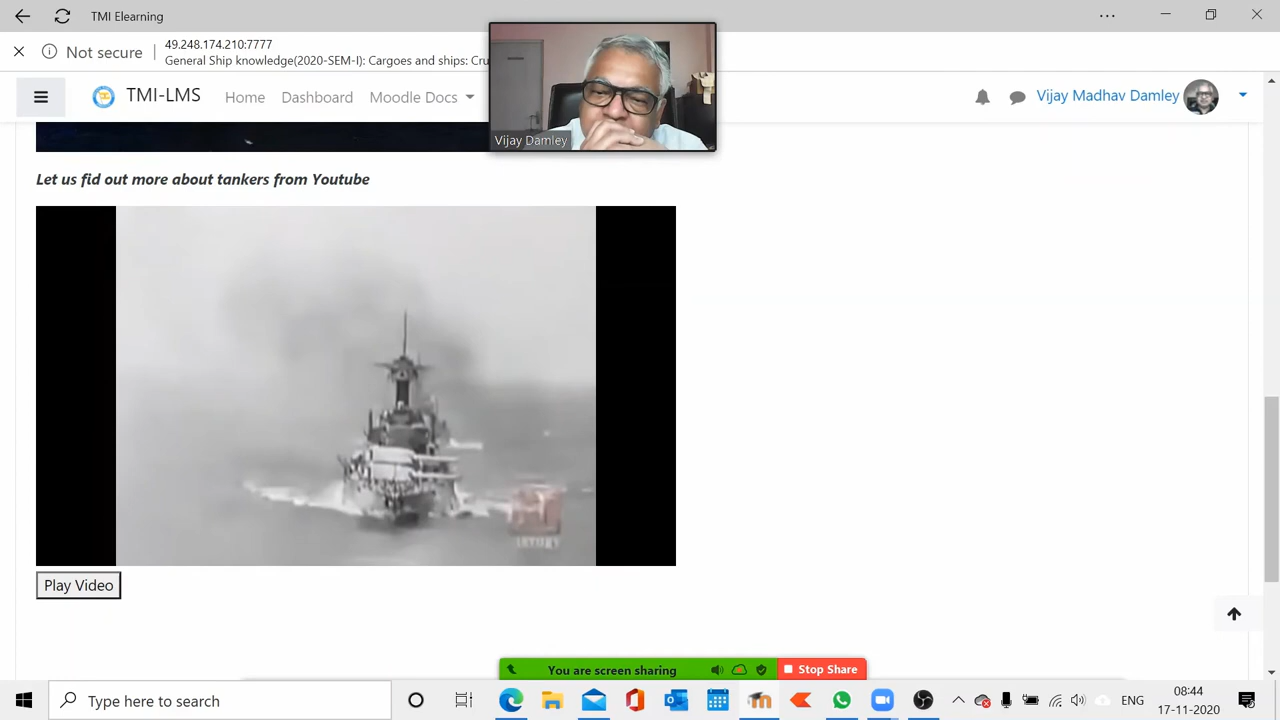 TMI Elearning
Not secure
49.248.174.210:7777
General Ship knowledge(2020-SEM-I): Cargoes and ships: Cru
TMI-LMS
Home
Dashboard
Moodle Docs
Vijay Madhav Damley
Vijay Damley
Let us fid out more about tankers from Youtube
Play Video
You are screen sharing
Stop Share
Type here to search
ENG
08:44
17-11-2020